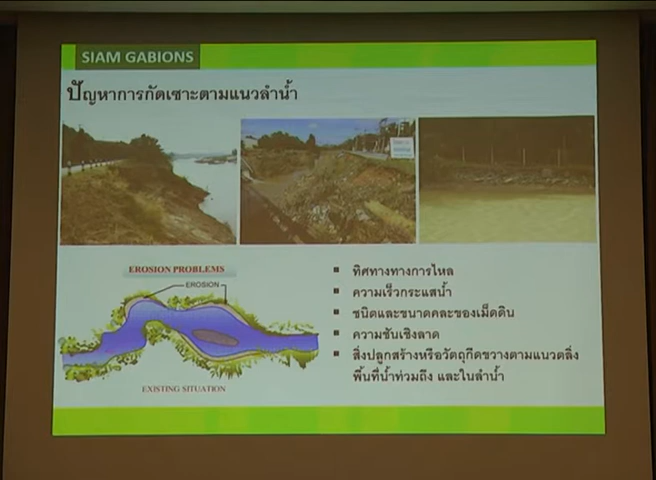 SIAM GABIONS
ปัญหาการกัดเซาะตามแนวลำน้ำ
EROSION PROBLEMS
EROSION
EXISTING SITUATION
▪ ทิศทางทางการไหล
▪ ความเร็วกระแสน้ำ
▪ ชนิดและขนาดคละของเม็ดดิน
▪ ความชันเชิงลาด
▪ สิ่งปลูกสร้างหรือวัตถุกีดขวางตามแนวตลิ่ง
พื้นที่น้ำท่วมถึง และในลำน้ำ